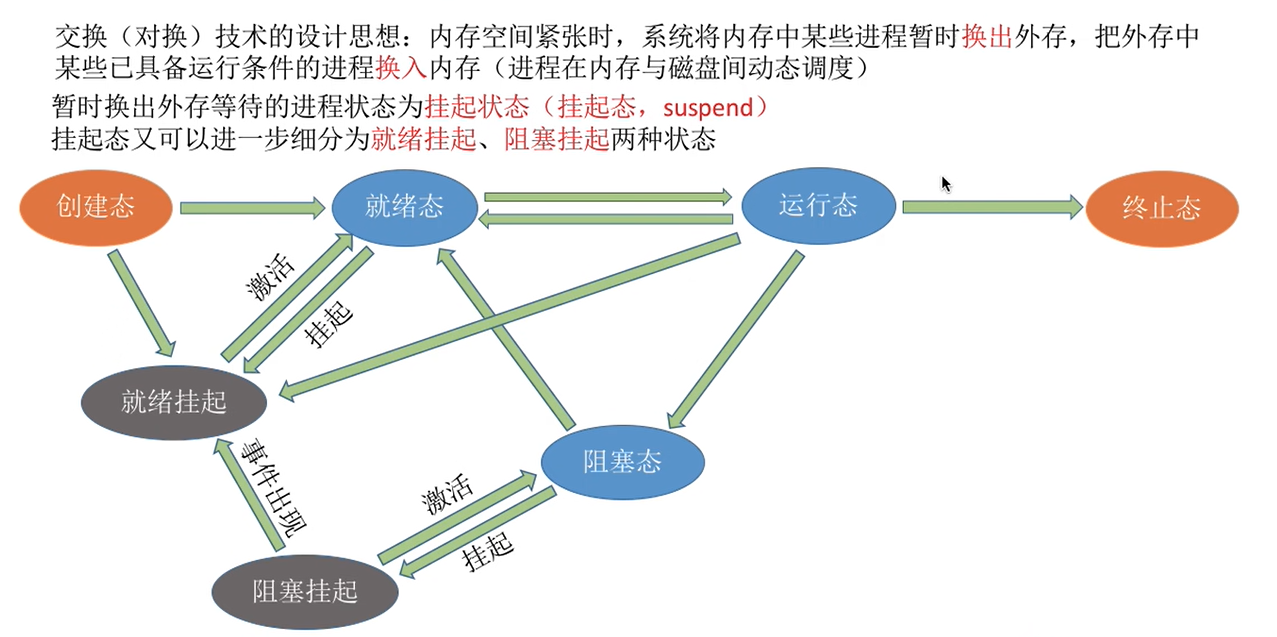 交换（对换）技术的设计思想：内存空间紧张时，系统将内存中某些进程暂时换出外存，把外存中
某些已具备运行条件的进程换入内存（进程在内存与磁盘间动态调度）
暂时换出外存等待的进程状态为挂起状态（挂起态，suspend）
挂起态又可以进一步细分为就绪挂起、阻塞挂起两种状态
创建态
就绪态
运行态
终止态
激活
挂起
就绪挂起
事件出现
阻塞态
激活
挂起
阻塞挂起